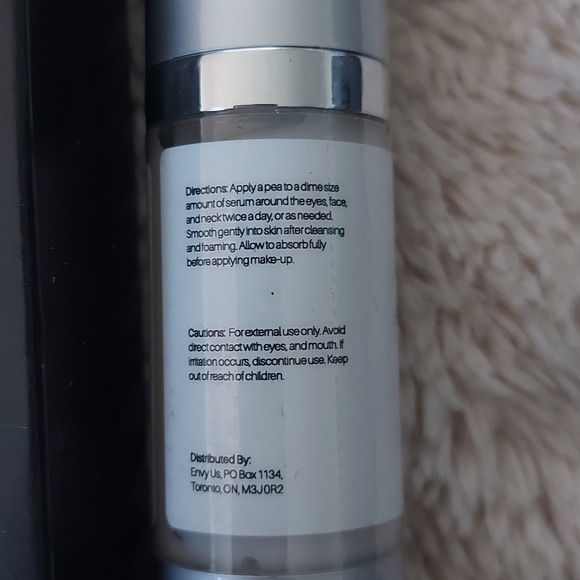 Directions: Apply a pea to a dime size
amount of serum around the eyes, face,
and neck twice a day, or as needed.
Smooth gently into skin after cleansing
and foaming. Allow to absorb fully
before applying make-up.
Cautions: For external use only. Avoid
direct contact with eyes, and mouth. If
irritation occurs, discontinue use. Keep
out of reach of children.
Distributed By:
Envy Us, PO Box 1134,
Toronto, ON, M3J 0R2